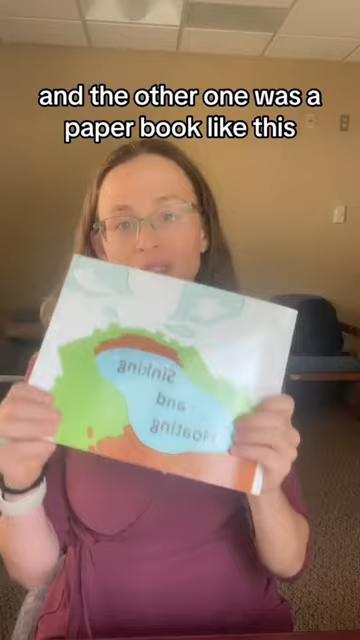 and the other one was a
paper book like this
Sinking
and
Floating